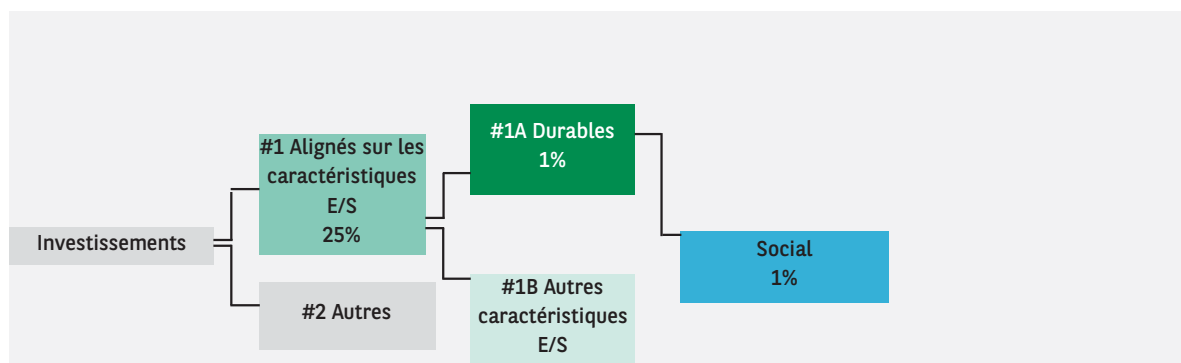 Investissements
#1 Alignés sur les
caractéristiques
E/S
25%
#2 Autres
#1A Durables
1%
#1B Autres
caractéristiques
E/S
Social
1%